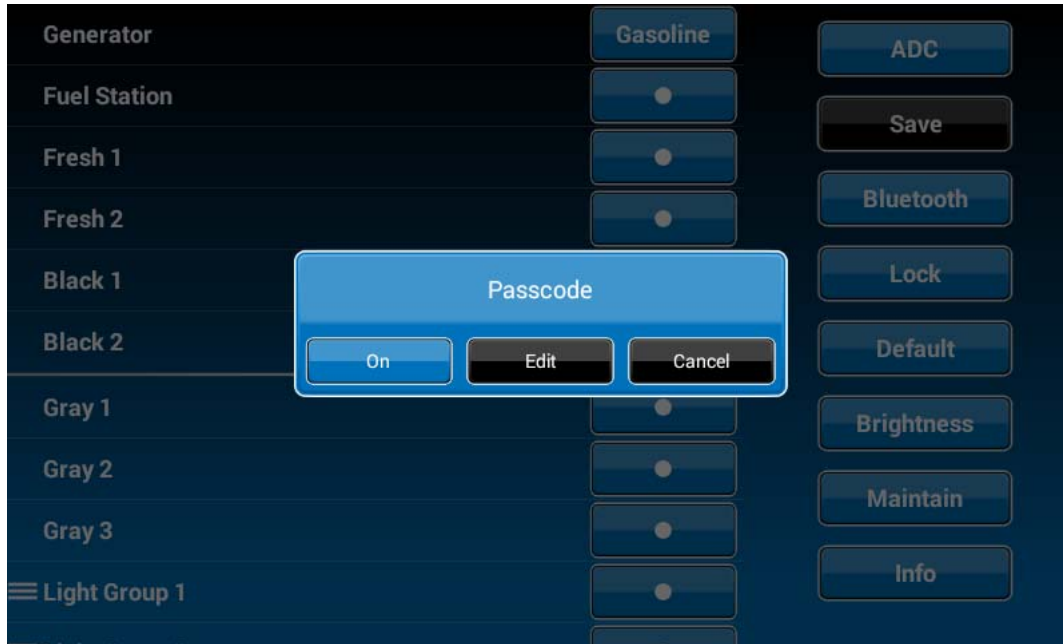 Generator
Gasoline
ADC
Fuel Station
Save
Fresh 1
Fresh 2
Bluetooth
Black 1
Lock
Passcode
Black 2
Default
On
Edit
Cancel
Gray 1
Brightness
Gray 2
Maintain
Gray 3
Info
Light Group 1